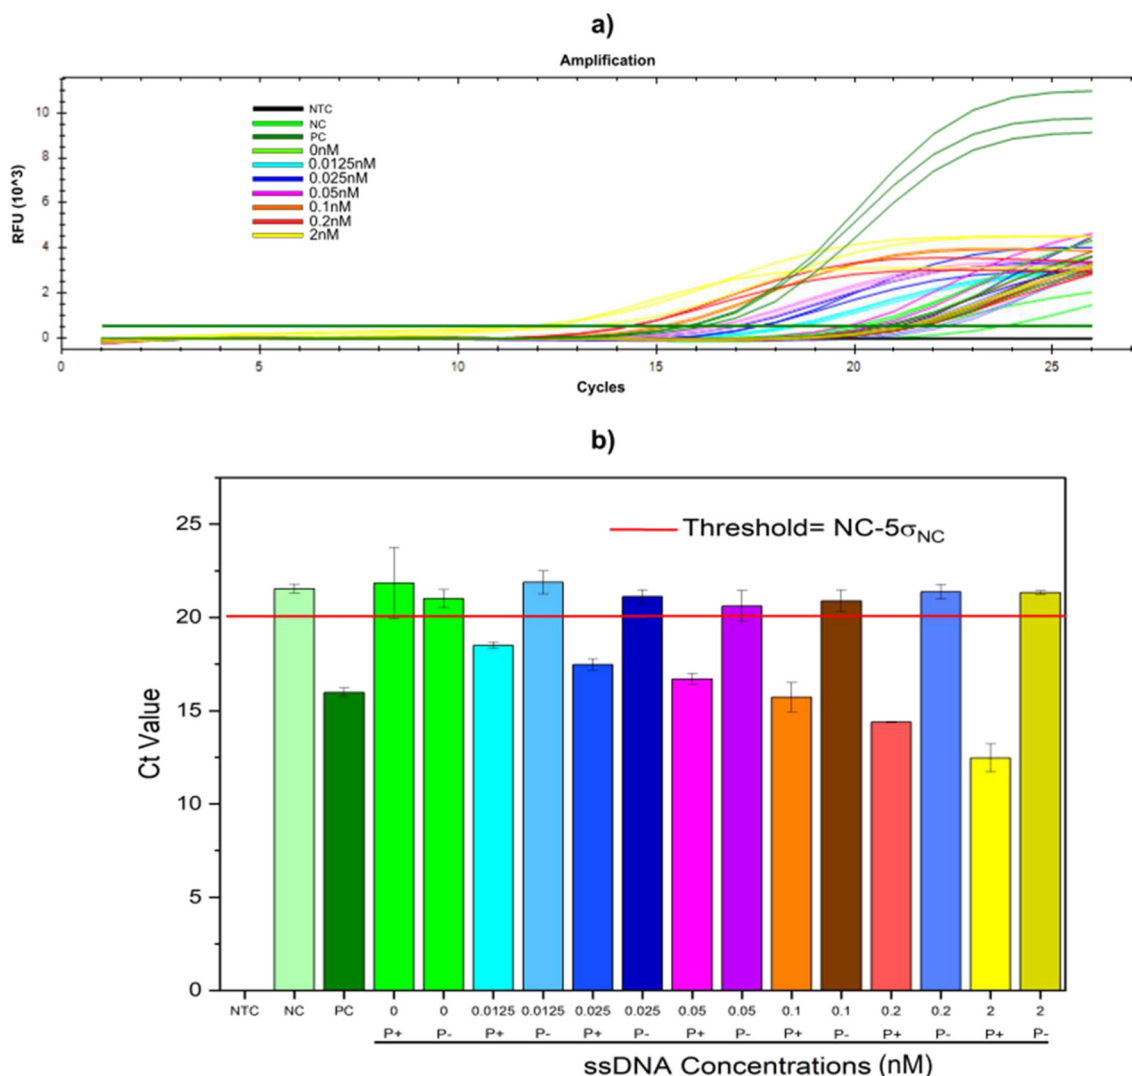 a)
Amplification
RFU (10^3)
10
8
6
4
2
0
NTC
NC
PC
0nM
0.0125nM
0.025nM
0.05nM
0.1nM
0.2nM
2nM
0 5 10 15 20 25
Cycles
b)
Ct Value
25
20
15
10
5
0
Threshold= NC-5σNC
NTC NC PC 0 0 0.0125 0.0125 0.025 0.025 0.05 0.05 0.1 0.1 0.2 0.2 2 2
P+ P- P+ P- P+ P- P+ P- P+ P- P+ P- P+ P-
ssDNA Concentrations (nM)